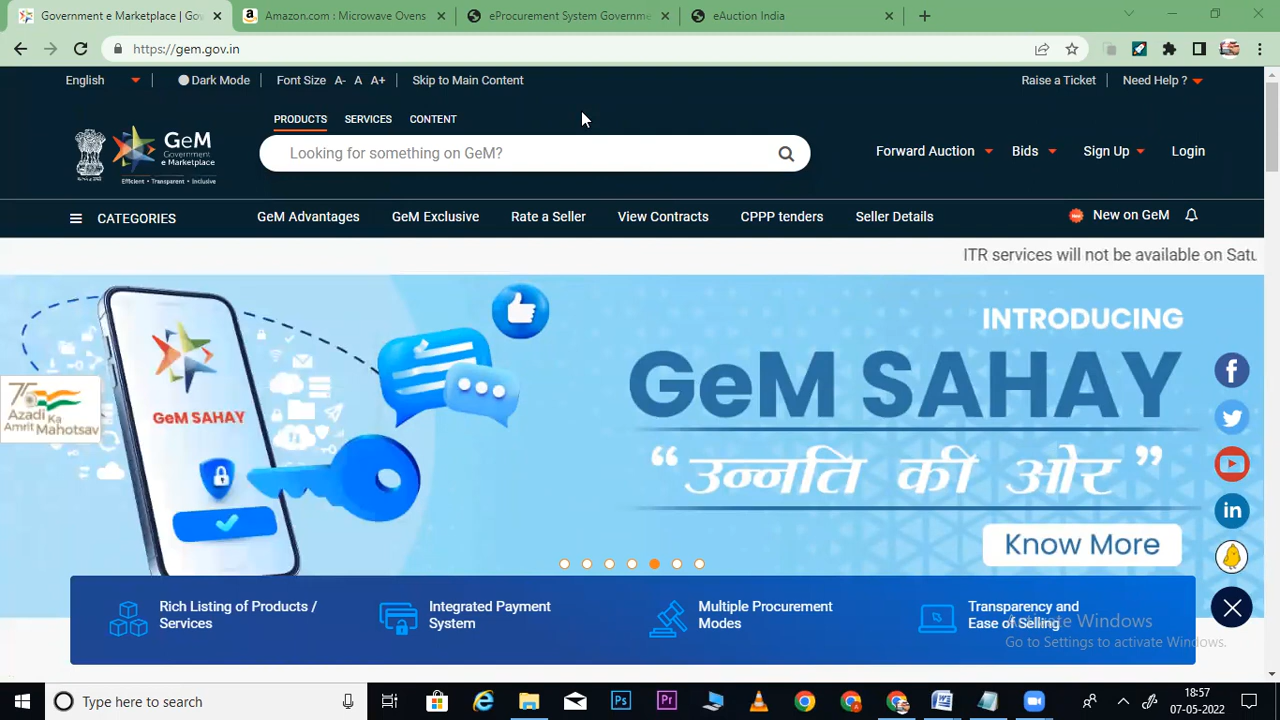 Government e Marketplace | Gov
Amazon.com : Microwave Ovens
eProcurement System Governme
eAuction India
https://gem.gov.in
English
Dark Mode
Font Size A- A A+
Skip to Main Content
Raise a Ticket
Need Help ?
PRODUCTS SERVICES CONTENT
GeM
Government
e Marketplace
Efficient • Transparent • Inclusive
Looking for something on GeM?
Forward Auction
Bids
Sign Up
Login
CATEGORIES
GeM Advantages
GeM Exclusive
Rate a Seller
View Contracts
CPPP tenders
Seller Details
New on GeM
ITR services will not be available on Satu
INTRODUCING
GeM SAHAY
“उन्नति की ओर”
Know More
GeM SAHAY
75
Azadi
Ka
Amrit
Mahotsav
Rich Listing of Products /
Services
Integrated Payment
System
Multiple Procurement
Modes
Transparency and
Ease of Selling
Activate Windows
Go to Settings to activate Windows.
Type here to search
18:57
07-05-2022